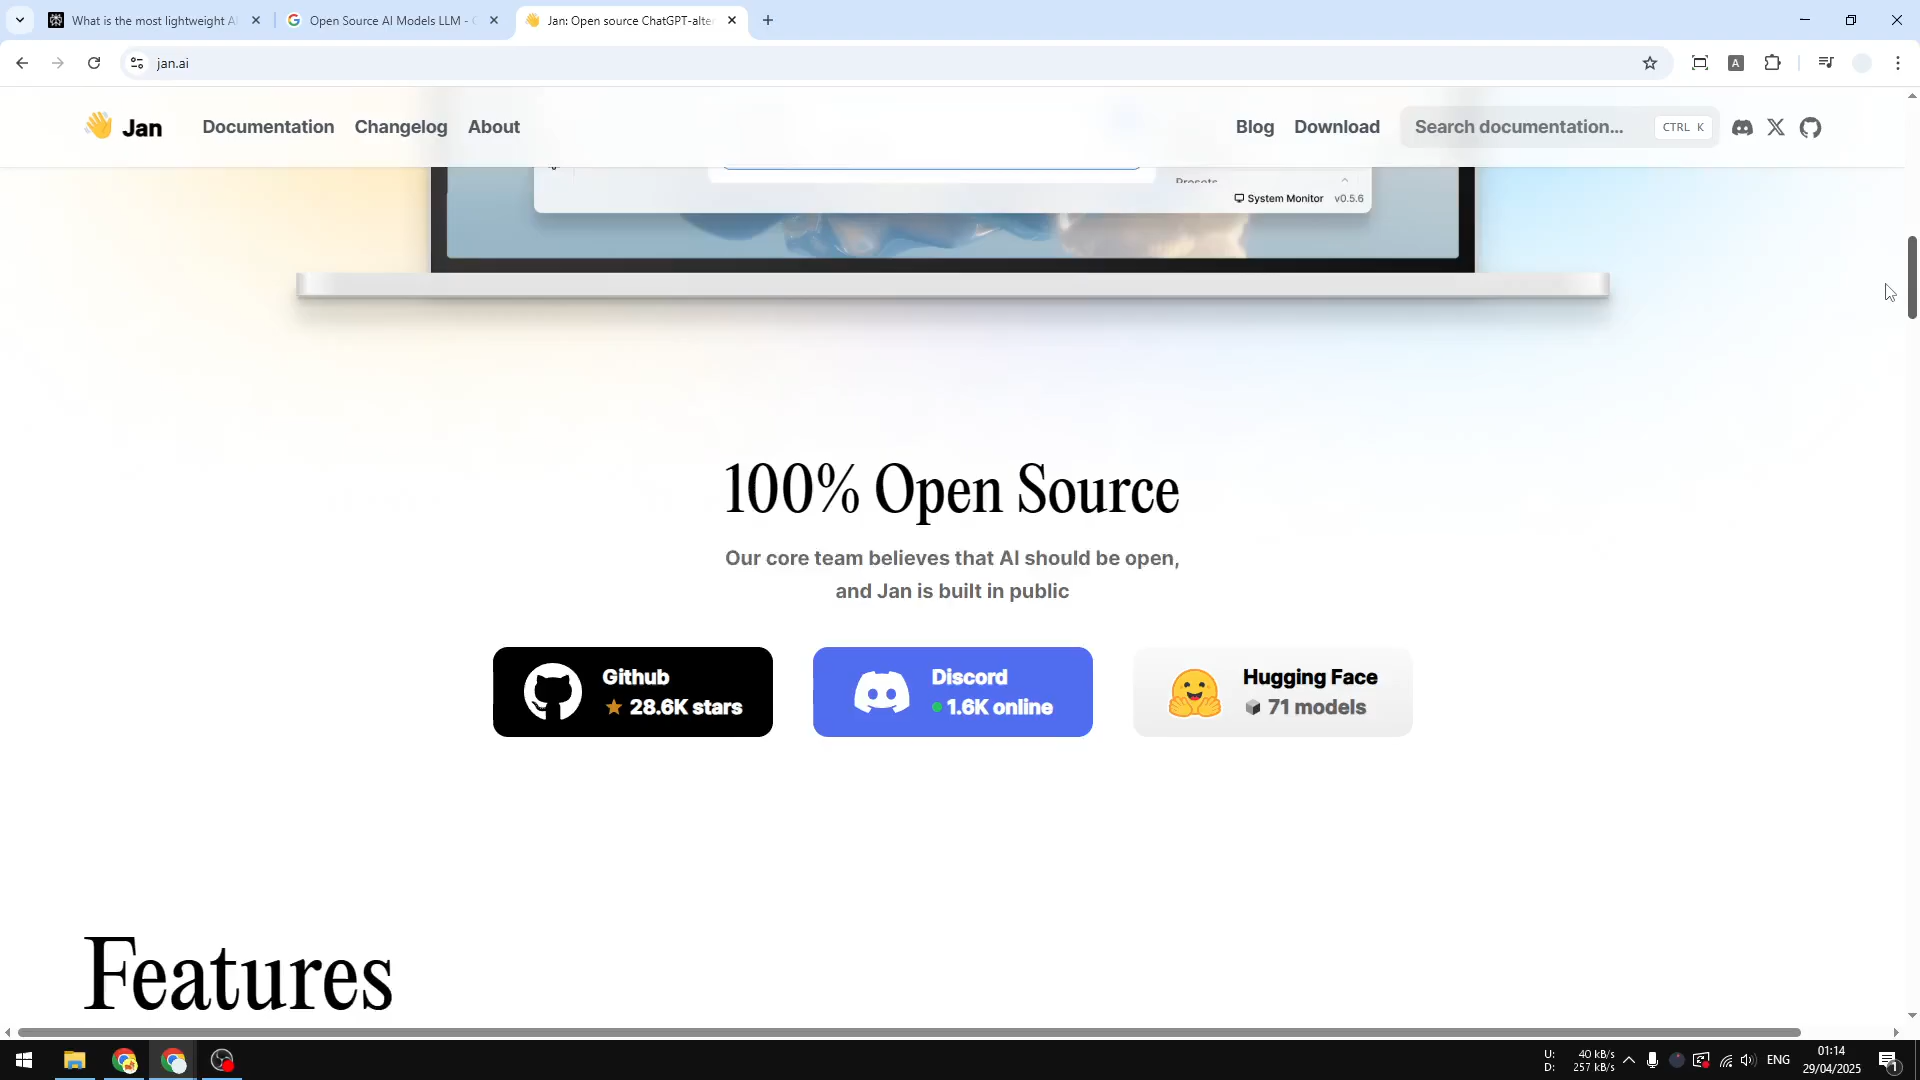 What is the most lightweight A
Open Source AI Models LLM - G
Jan: Open source ChatGPT-alte
jan.ai
Jan
Documentation
Changelog
About
Blog
Download
Search documentation...
CTRL K
System Monitor
v0.5.6
100% Open Source
Our core team believes that AI should be open,
and Jan is built in public
Github
28.6K stars
Discord
1.6K online
Hugging Face
71 models
Features
U: 40 kB/s
D: 257 kB/s
ENG
01:14
29/04/2025
1